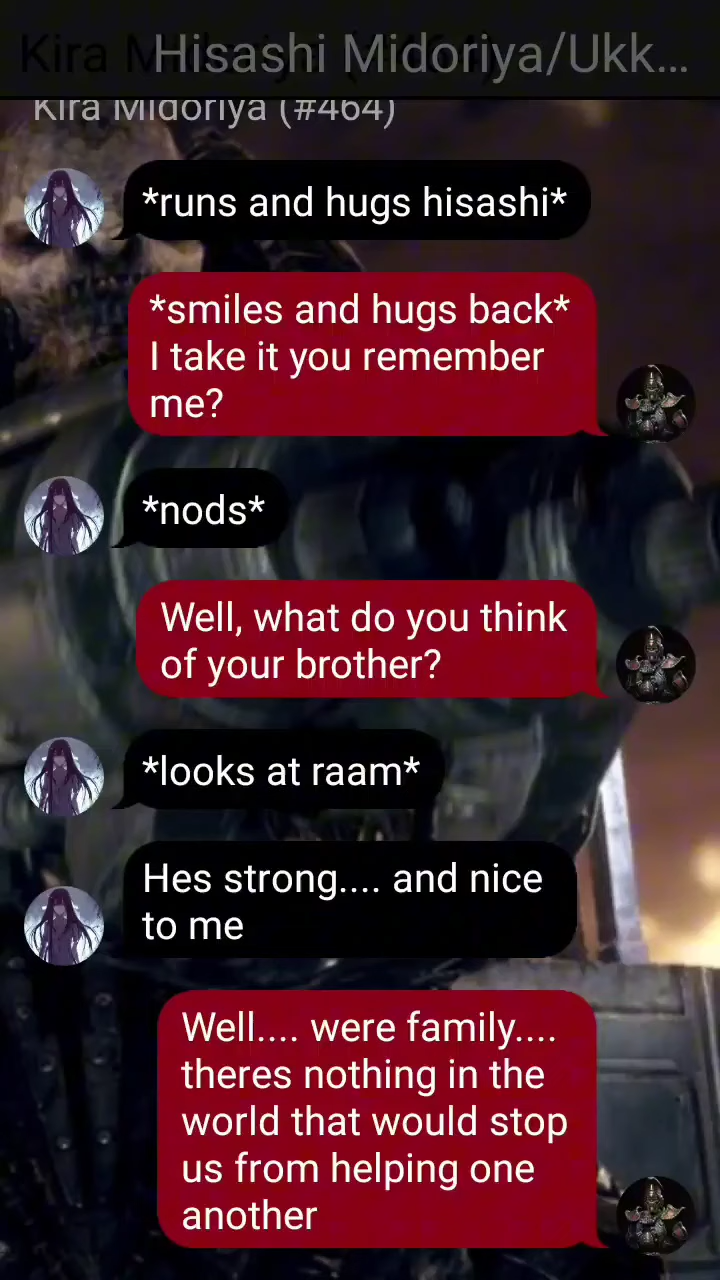 Hisashi Midoriya/Ukk...
Kira Midoriya (#464)
*runs and hugs hisashi*
*smiles and hugs back*
I take it you remember
me?
*nods*
Well, what do you think
of your brother?
*looks at raam*
Hes strong.... and nice
to me
Well.... were family....
theres nothing in the
world that would stop
us from helping one
another